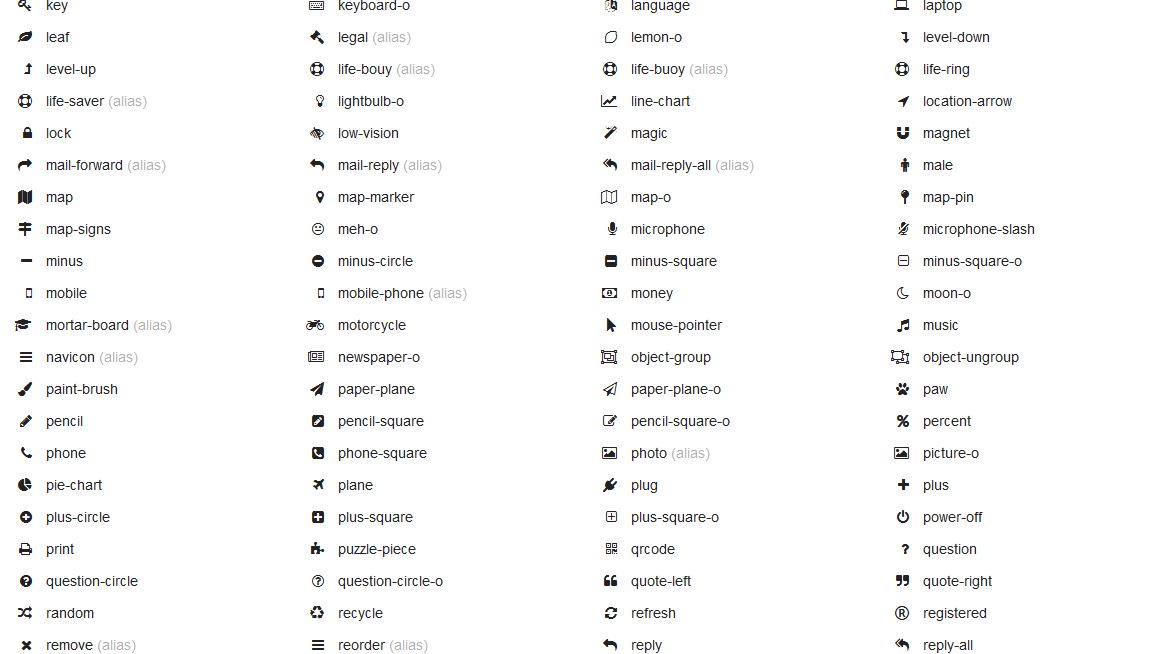 key keyboard-o language laptop
leaf legal (alias) lemon-o level-down
level-up life-bouy (alias) life-buoy (alias) life-ring
life-saver (alias) lightbulb-o line-chart location-arrow
lock low-vision magic magnet
mail-forward (alias) mail-reply (alias) mail-reply-all (alias) male
map map-marker map-o map-pin
map-signs meh-o microphone microphone-slash
minus minus-circle minus-square minus-square-o
mobile mobile-phone (alias) money moon-o
mortar-board (alias) motorcycle mouse-pointer music
navicon (alias) newspaper-o object-group object-ungroup
paint-brush paper-plane paper-plane-o paw
pencil pencil-square pencil-square-o percent
phone phone-square photo (alias) picture-o
pie-chart plane plug plus
plus-circle plus-square plus-square-o power-off
print puzzle-piece qrcode question
question-circle question-circle-o quote-left quote-right
random recycle refresh registered
remove (alias) reorder (alias) reply reply-all